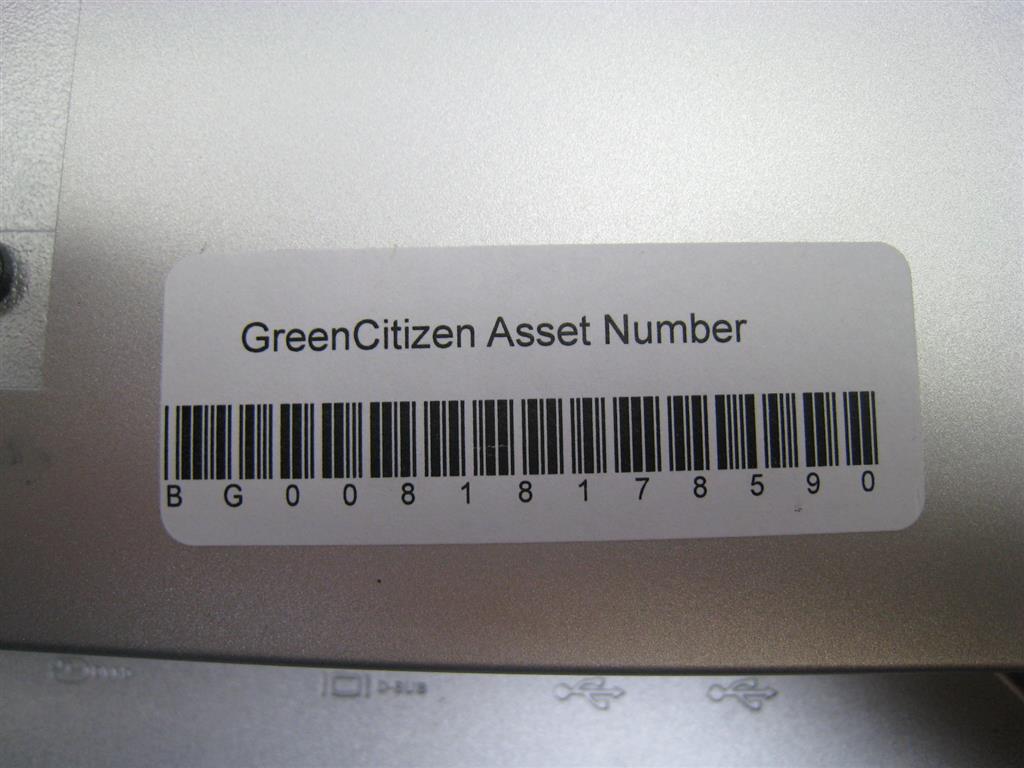 GreenCitizen Asset Number
B G 0 0 8 1 8 1 7 8 5 9 0
D-SUB